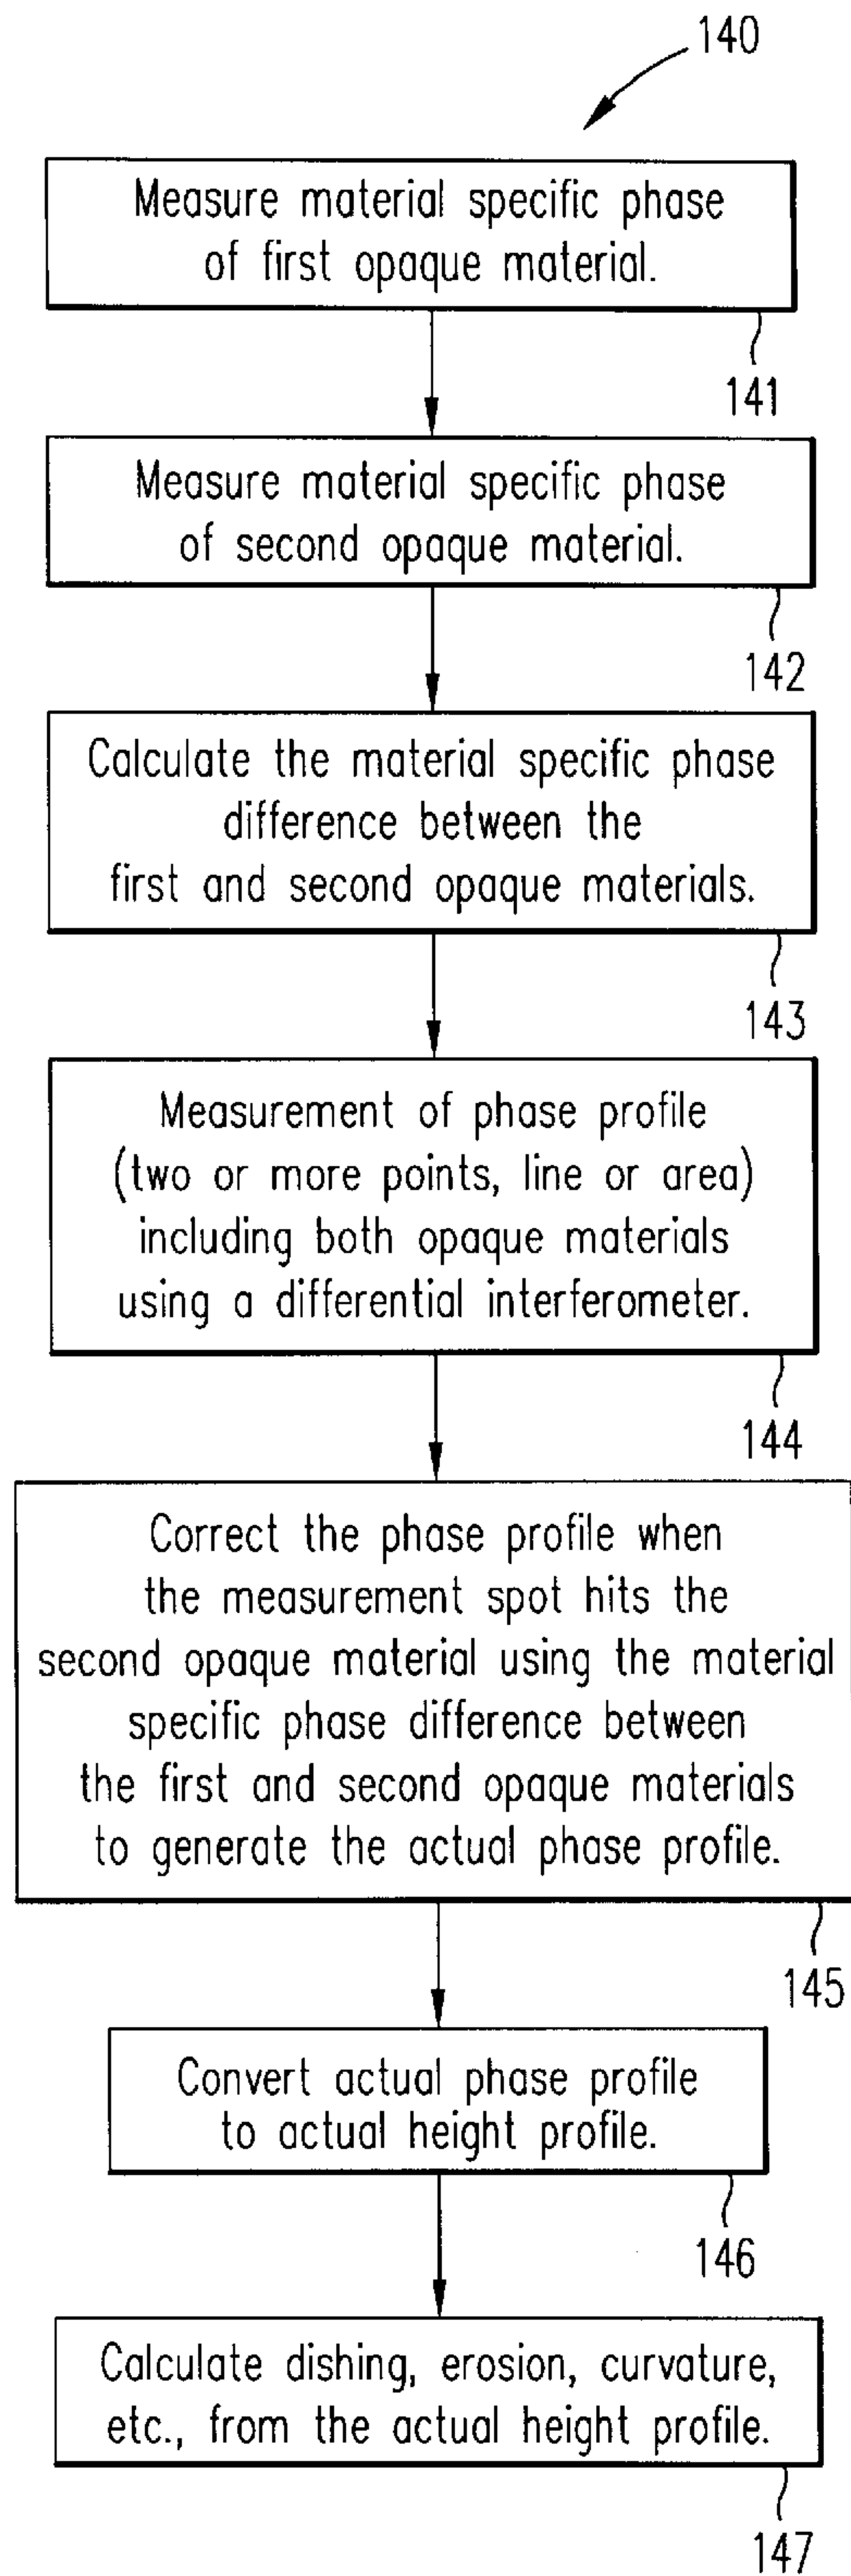 140
Measure material specific phase
of first opaque material.
141
Measure material specific phase
of second opaque material.
142
Calculate the material specific phase
difference between the
first and second opaque materials.
143
Measurement of phase profile
(two or more points, line or area)
including both opaque materials
using a differential interferometer.
144
Correct the phase profile when
the measurement spot hits the
second opaque material using the material
specific phase difference between
the first and second opaque materials
to generate the actual phase profile.
145
Convert actual phase profile
to actual height profile.
146
Calculate dishing, erosion, curvature,
etc., from the actual height profile.
147